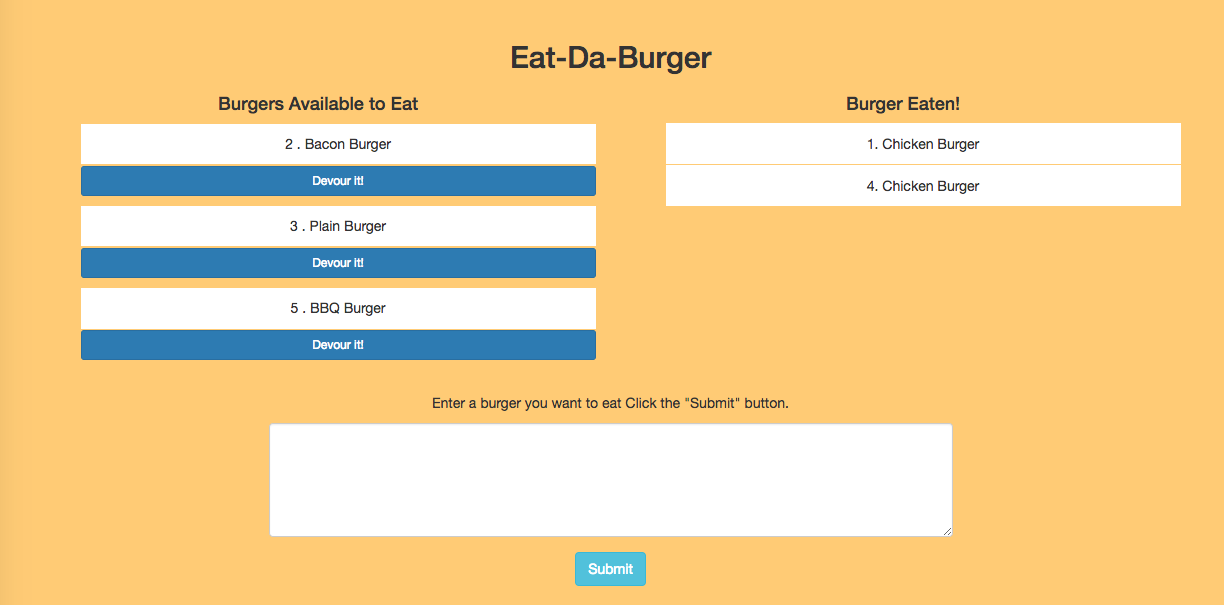 Eat-Da-Burger
Burgers Available to Eat
2 . Bacon Burger
Devour it!
3 . Plain Burger
Devour it!
5 . BBQ Burger
Devour it!
Burger Eaten!
1. Chicken Burger
4. Chicken Burger
Enter a burger you want to eat Click the "Submit" button.
Submit